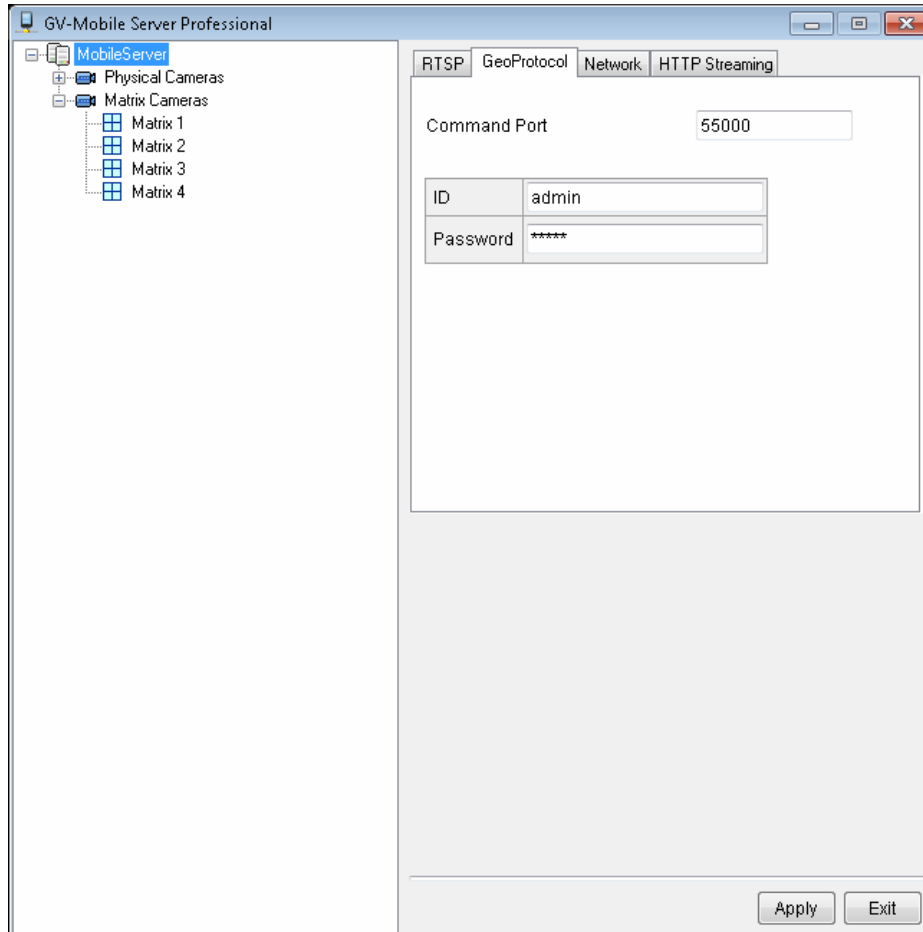 GV-Mobile Server Professional
MobileServer
Physical Cameras
Matrix Cameras
Matrix 1
Matrix 2
Matrix 3
Matrix 4
RTSP GeoProtocol Network HTTP Streaming
Command Port 55000
ID admin
Password *****
Apply Exit